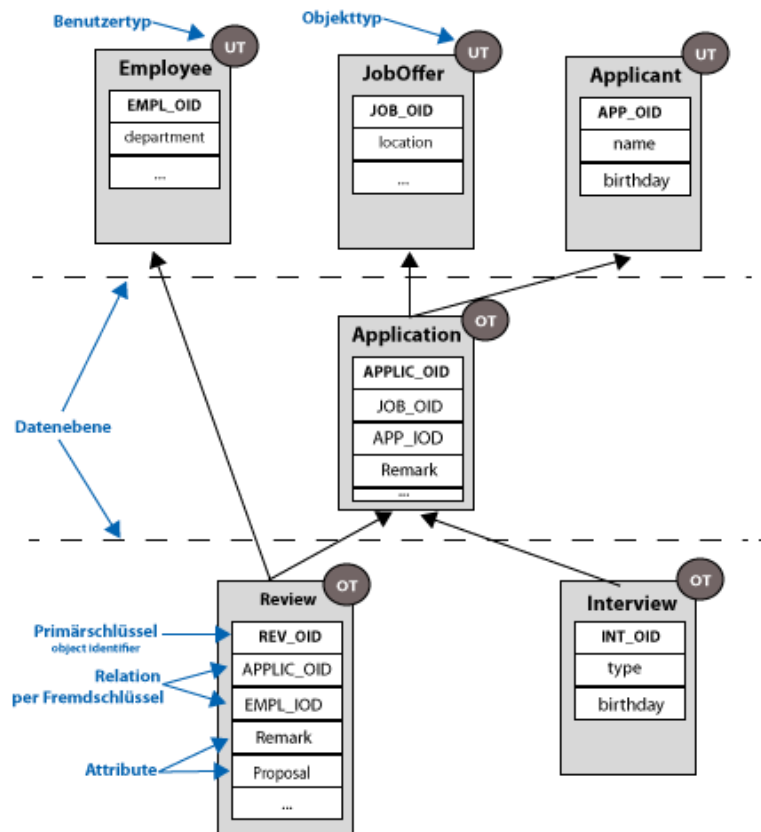 Benutzertyp
UT
Employee
EMPL_OID
department
...
Objekttyp
UT
JobOffer
JOB_OID
location
...
UT
Applicant
APP_OID
name
birthday
Datenebene
OT
Application
APPLIC_OID
JOB_OID
APP_IOD
Remark
...
OT
Review
REV_OID
APPLIC_OID
EMPL_IOD
Remark
Proposal
...
Primärschlüssel
object identifier
Relation
per Fremdschlüssel
Attribute
OT
Interview
INT_OID
type
birthday